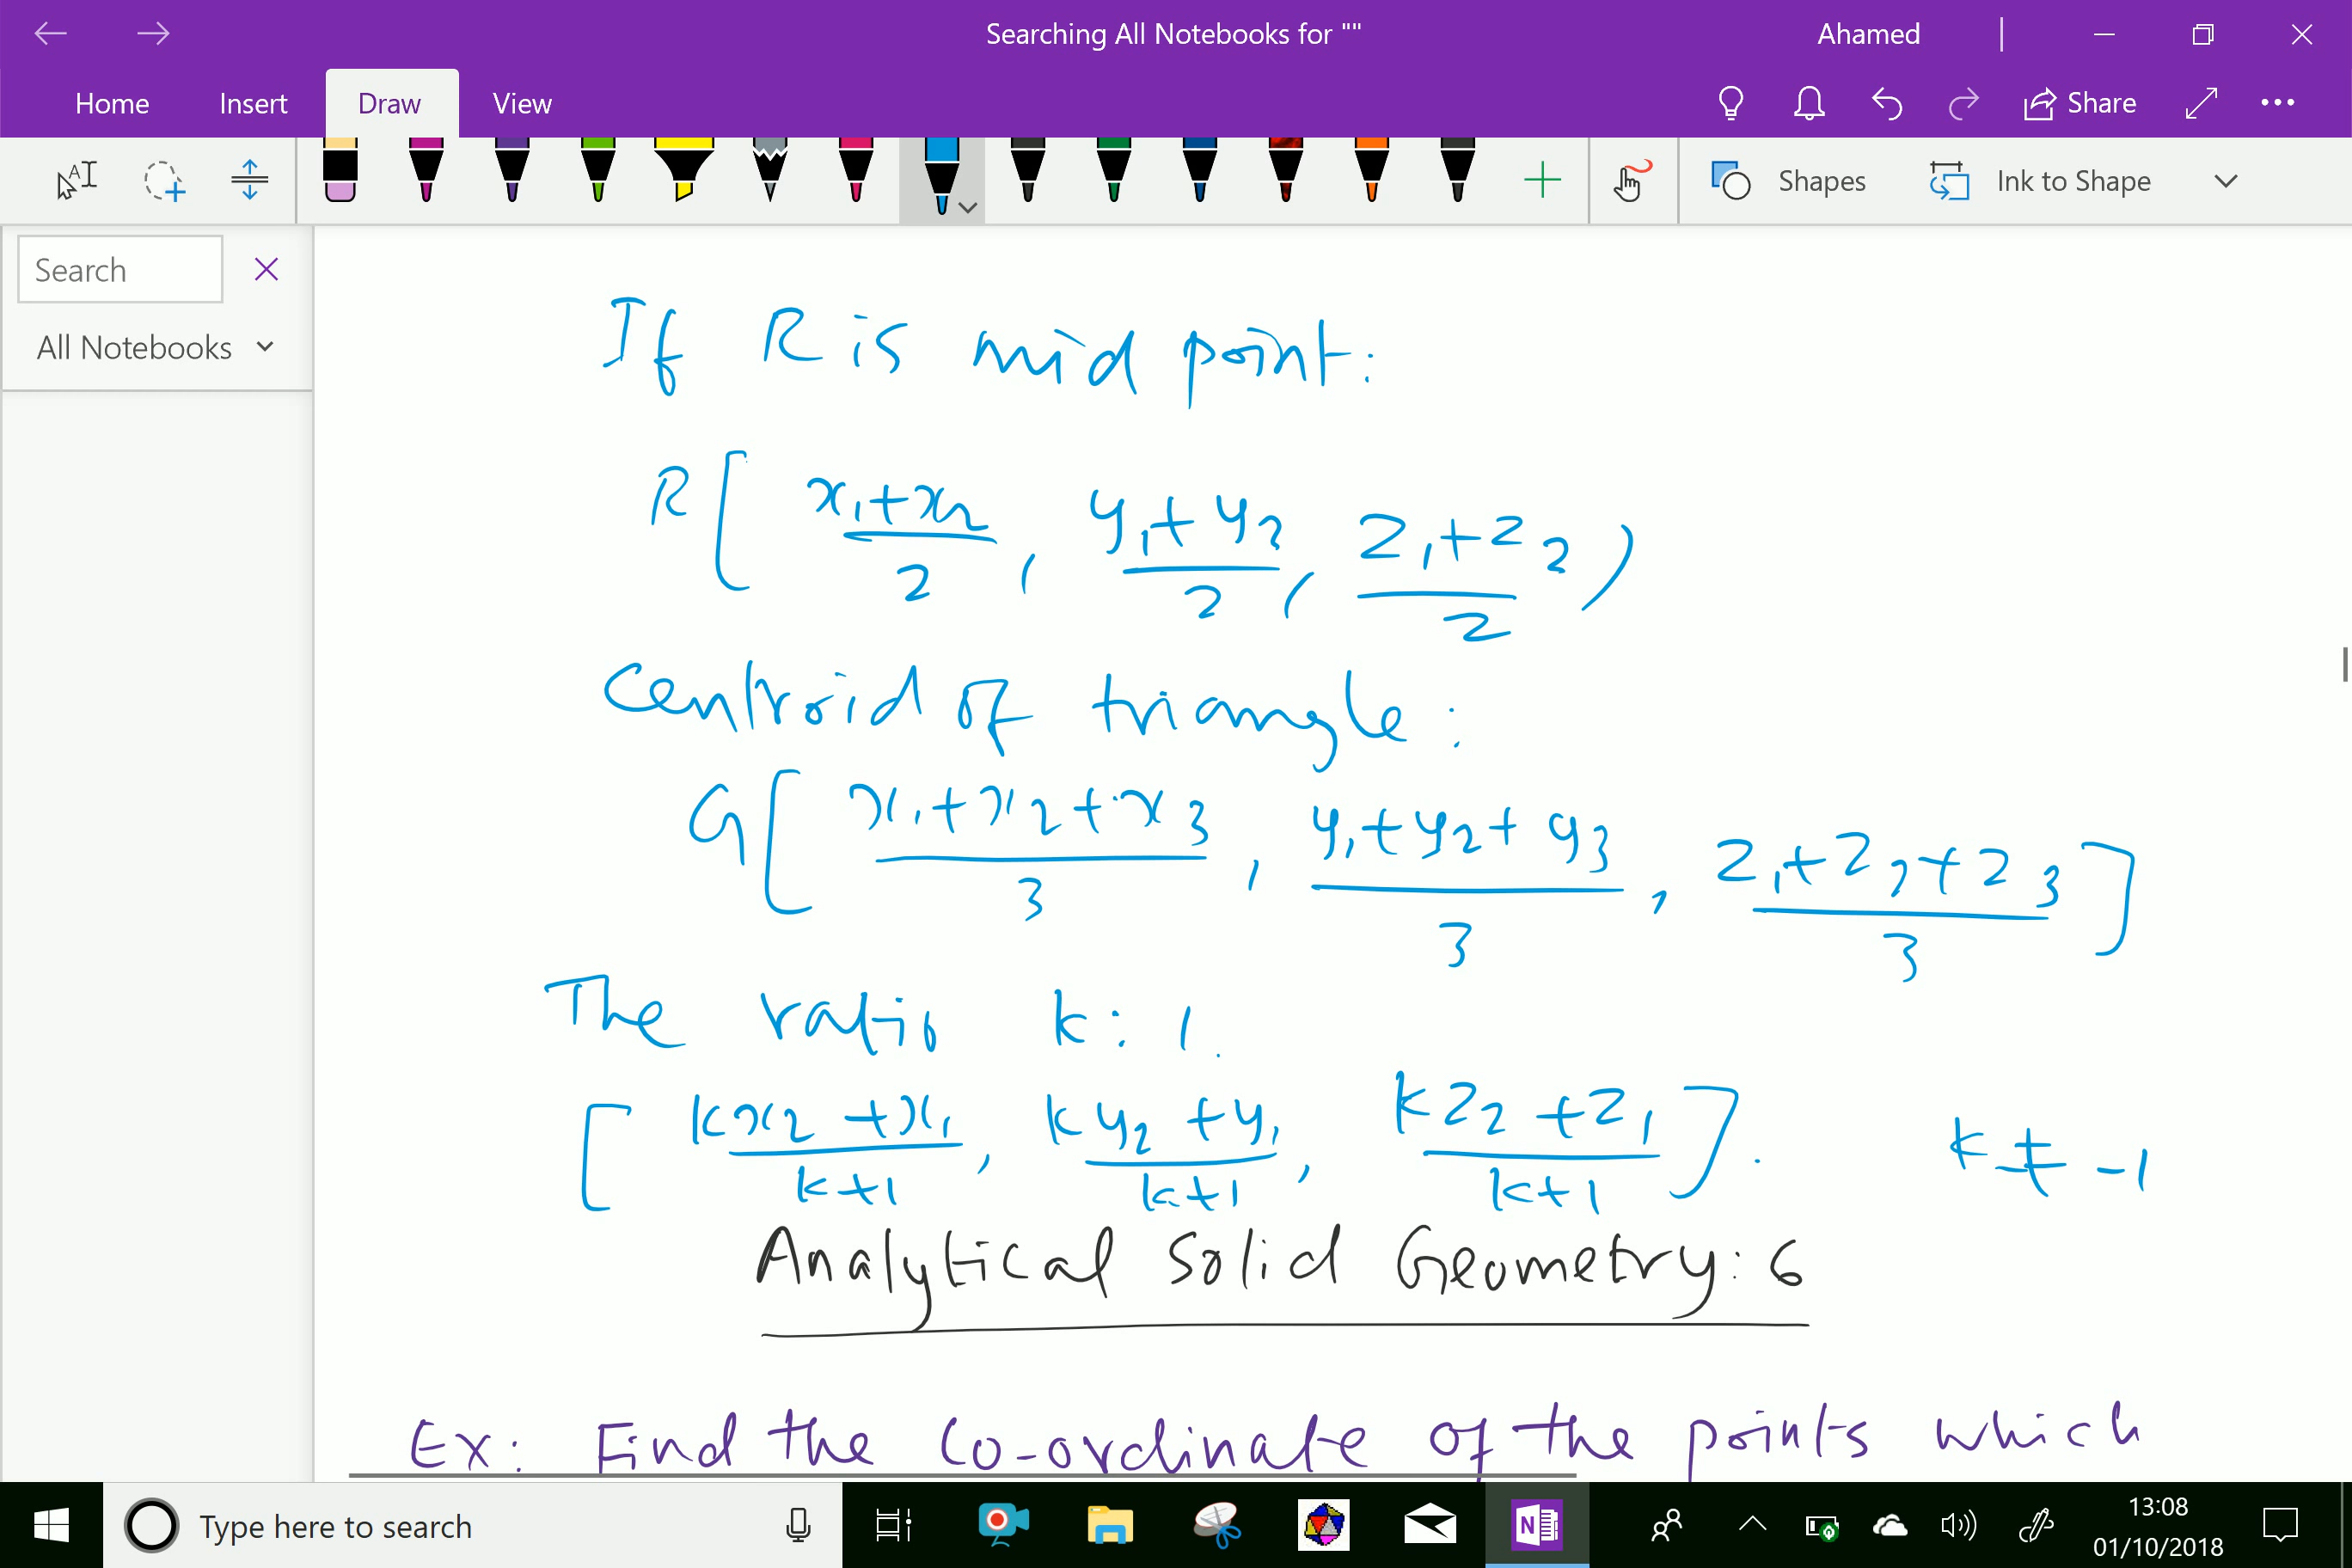 Searching All Notebooks for ""
Ahamed
Home Insert Draw View
Share
Shapes
Ink to Shape
Search
All Notebooks
If R is mid point:
R[ x₁+x₂/2, y₁+y₂/2, z₁+z₂/2 )
Centroid of triangle:
G[ x₁+x₂+x₃/3, y₁+y₂+y₃/3, z₁+z₂+z₃/3 ]
The ratio k:1.
[ kx₂+x₁/k+1, ky₂+y₁/k+1, kz₂+z₁/k+1 ]. k ≠ -1
Analytical Solid Geometry: 6
Ex: Find the Co-ordinate of the points which
Type here to search
13:08
01/10/2018